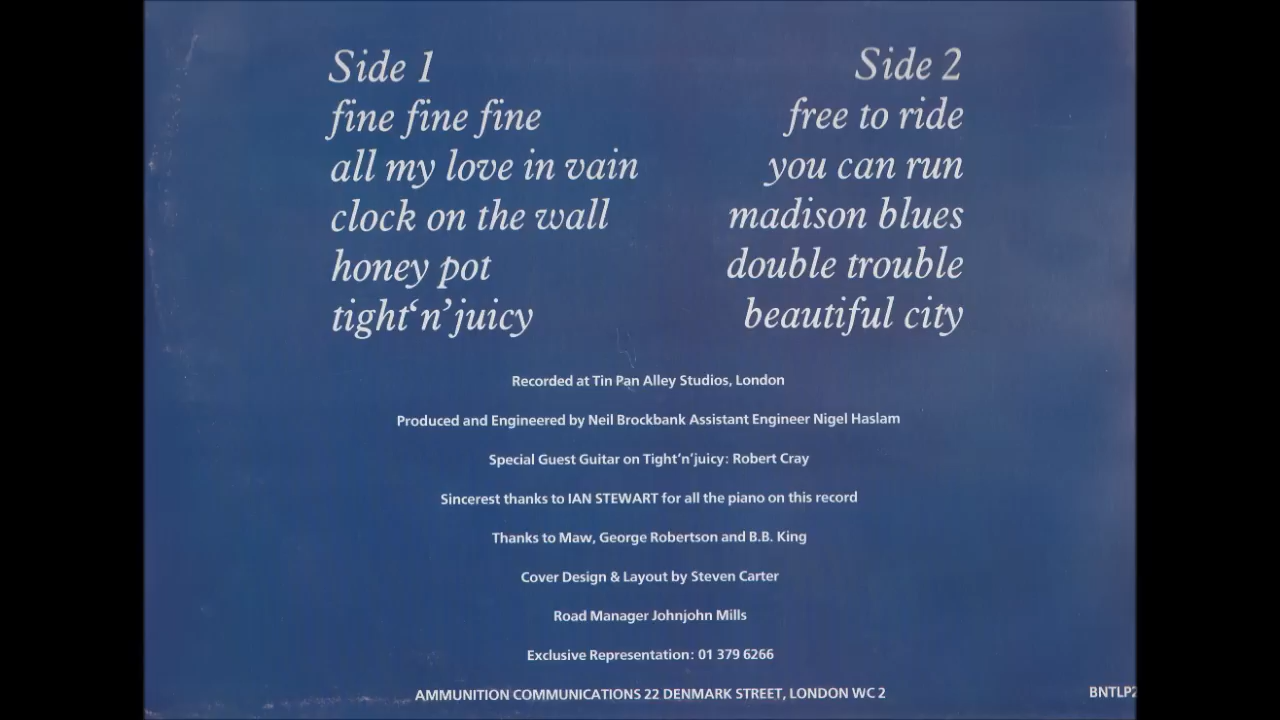 Side 1
fine fine fine
all my love in vain
clock on the wall
honey pot
tight‘n’juicy
Side 2
free to ride
you can run
madison blues
double trouble
beautiful city
Recorded at Tin Pan Alley Studios, London
Produced and Engineered by Neil Brockbank Assistant Engineer Nigel Haslam
Special Guest Guitar on Tight‘n’juicy: Robert Cray
Sincerest thanks to IAN STEWART for all the piano on this record
Thanks to Maw, George Robertson and B.B. King
Cover Design & Layout by Steven Carter
Road Manager Johnjohn Mills
Exclusive Representation: 01 379 6266
AMMUNITION COMMUNICATIONS 22 DENMARK STREET, LONDON WC 2
BNTLP2